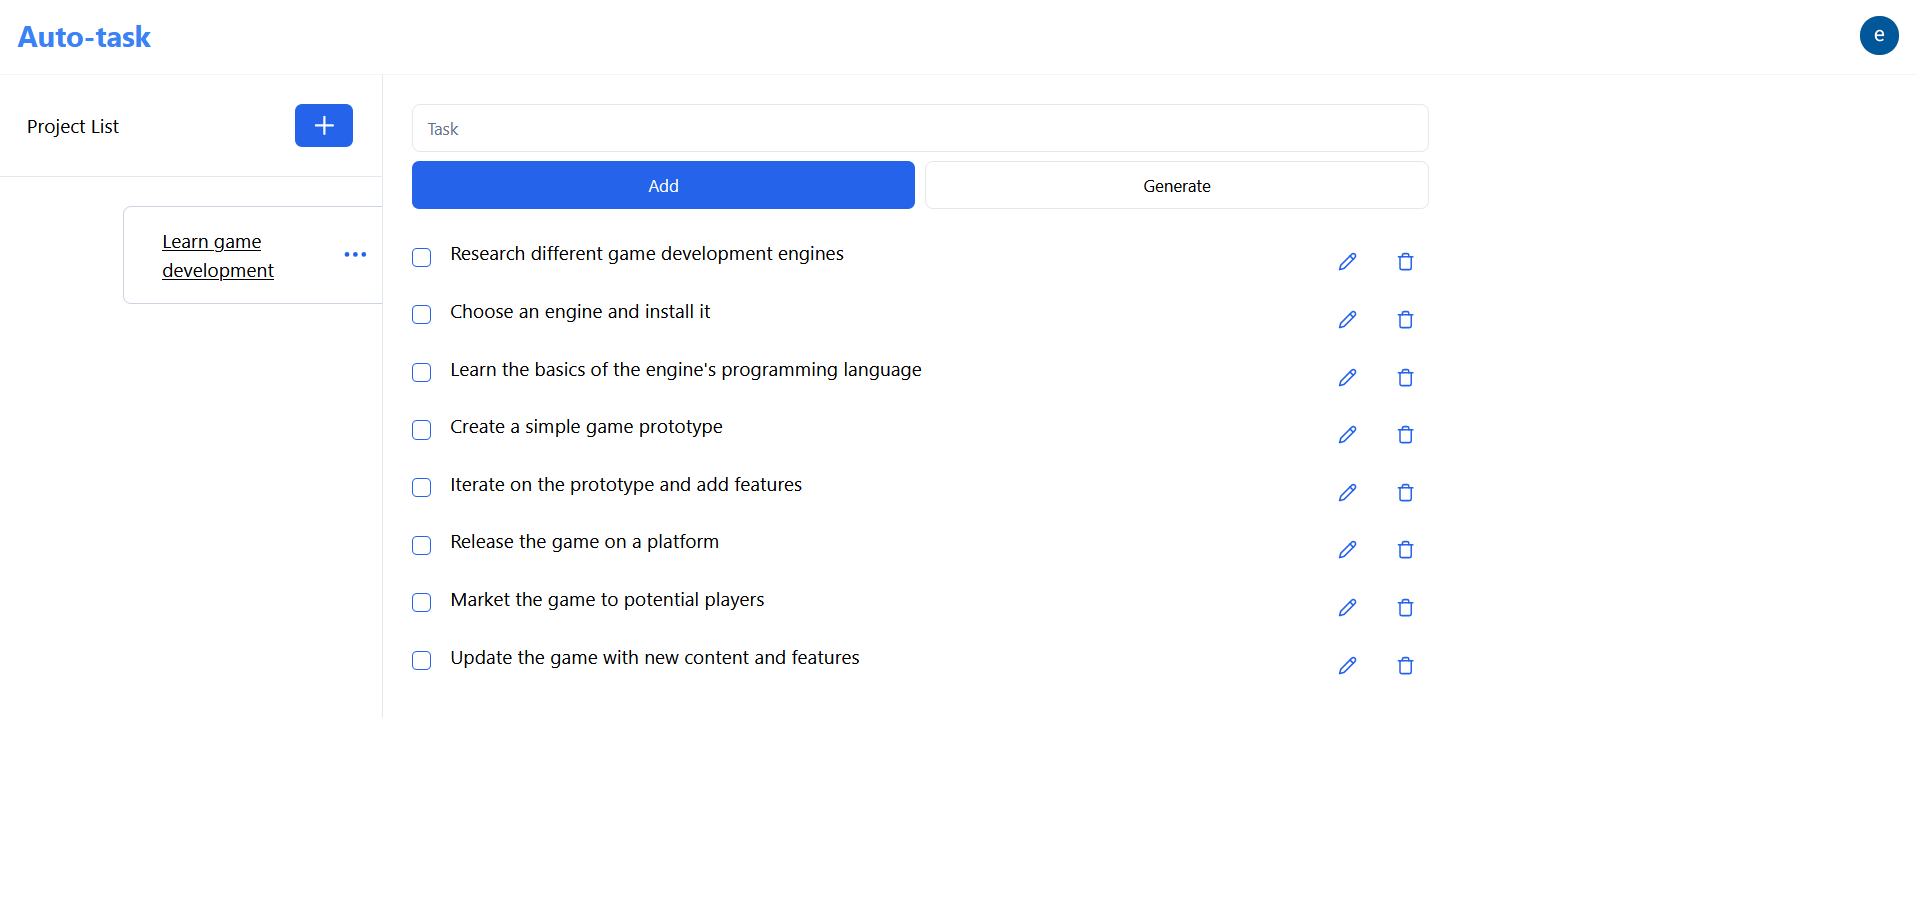 Auto-task
e
Project List
Learn game
development
Task
Add
Generate
Research different game development engines
Choose an engine and install it
Learn the basics of the engine's programming language
Create a simple game prototype
Iterate on the prototype and add features
Release the game on a platform
Market the game to potential players
Update the game with new content and features